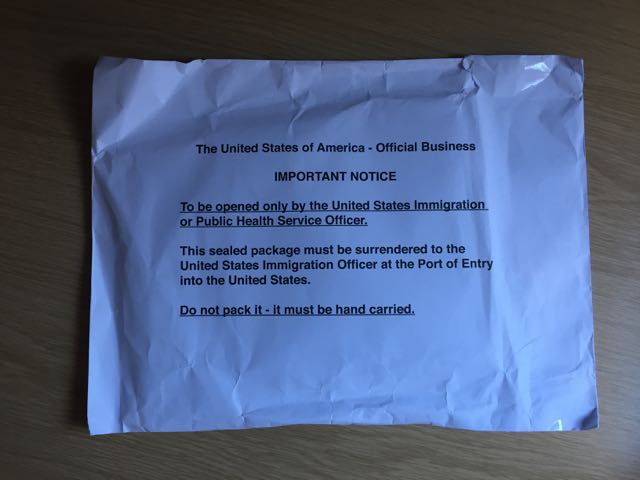 The United States of America - Official Business
IMPORTANT NOTICE
To be opened only by the United States Immigration
or Public Health Service Officer.
This sealed package must be surrendered to the
United States Immigration Officer at the Port of Entry
into the United States.
Do not pack it - it must be hand carried.